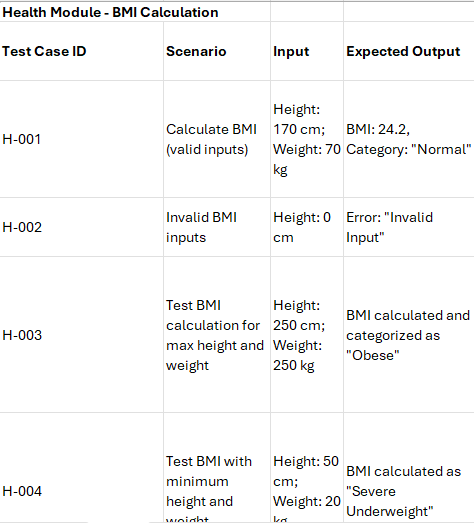 Health Module - BMI Calculation
Test Case ID Scenario Input Expected Output
H-001
Calculate BMI
(valid inputs)
Height:
170 cm;
Weight: 70
kg
BMI: 24.2,
Category: "Normal"
H-002
Invalid BMI
inputs
Height: 0
cm
Error: "Invalid
Input"
H-003
Test BMI
calculation for
max height and
weight
Height:
250 cm;
Weight:
250 kg
BMI calculated and
categorized as
"Obese"
H-004
Test BMI with
minimum
height and
weight
Height: 50
cm;
Weight: 20
kg
BMI calculated as
"Severe
Underweight"